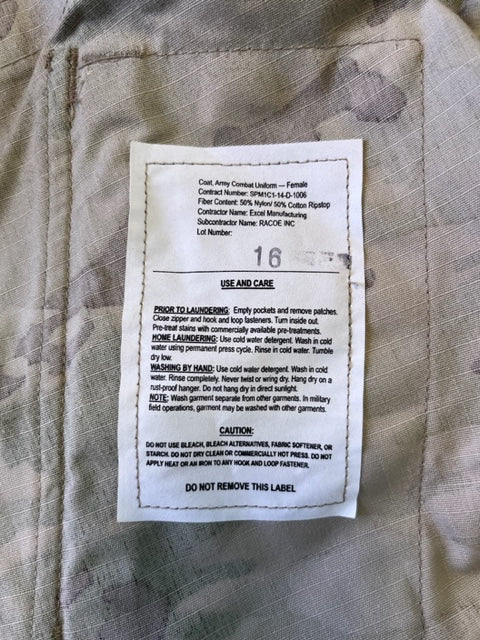 Coat, Army Combat Uniform — Female
Contract Number: SPM1C1-14-D-1006
Fiber Content: 50% Nylon/ 50% Cotton Ripstop
Contractor Name: Excel Manufacturing
Subcontractor Name: RACOE INC
Lot Number:
16
USE AND CARE
PRIOR TO LAUNDERING: Empty pockets and remove patches.
Close zipper and hook and loop fasteners. Turn inside out.
Pre-treat stains with commercially available pre-treatments.
HOME LAUNDERING: Use cold water detergent. Wash in cold
water using permanent press cycle. Rinse in cold water. Tumble
dry low.
WASHING BY HAND: Use cold water detergent. Wash in cold
water. Rinse completely. Never twist or wring dry. Hang dry on a
rust-proof hanger. Do not hang dry in direct sunlight.
NOTE: Wash garment separate from other garments. In military
field operations, garment may be washed with other garments.
CAUTION:
DO NOT USE BLEACH, BLEACH ALTERNATIVES, FABRIC SOFTENER, OR
STARCH. DO NOT DRY CLEAN OR COMMERCIALLY HOT PRESS. DO NOT
APPLY HEAT OR AN IRON TO ANY HOOK AND LOOP FASTENER.
DO NOT REMOVE THIS LABEL